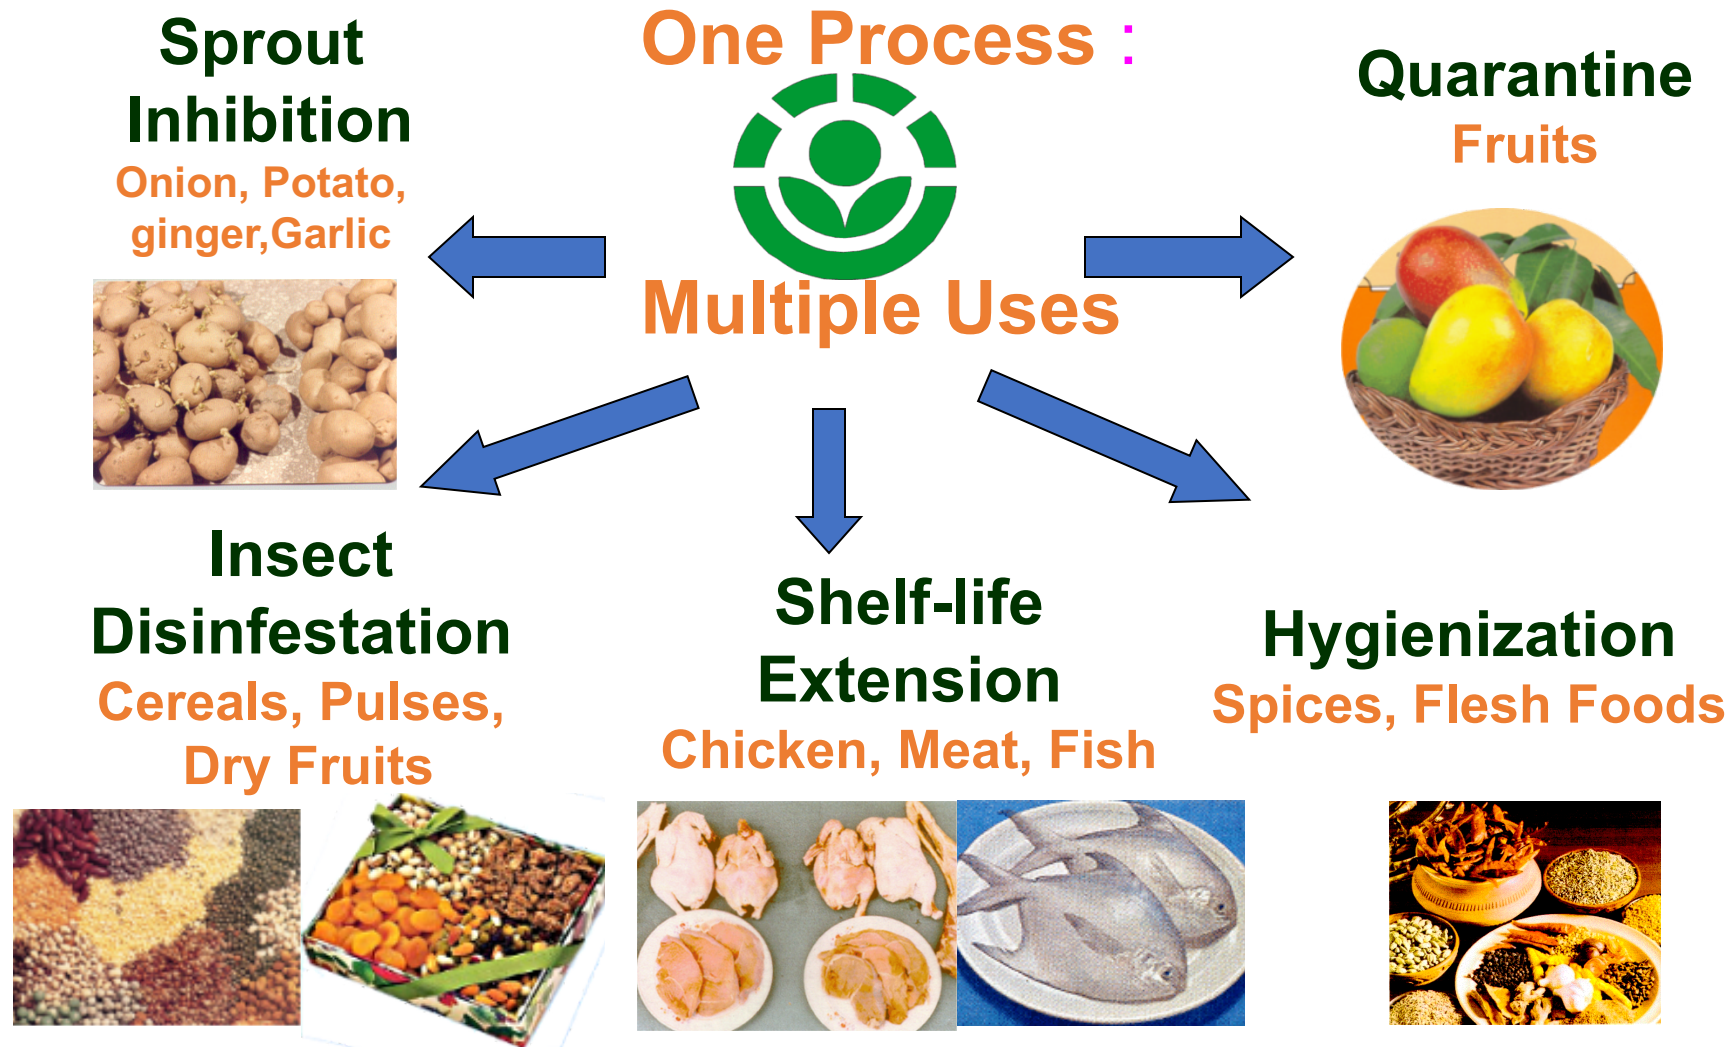 One Process :
Multiple Uses
Sprout
Inhibition
Onion, Potato,
ginger,Garlic
Quarantine
Fruits
Insect
Disinfestation
Cereals, Pulses,
Dry Fruits
Shelf-life
Extension
Chicken, Meat, Fish
Hygienization
Spices, Flesh Foods